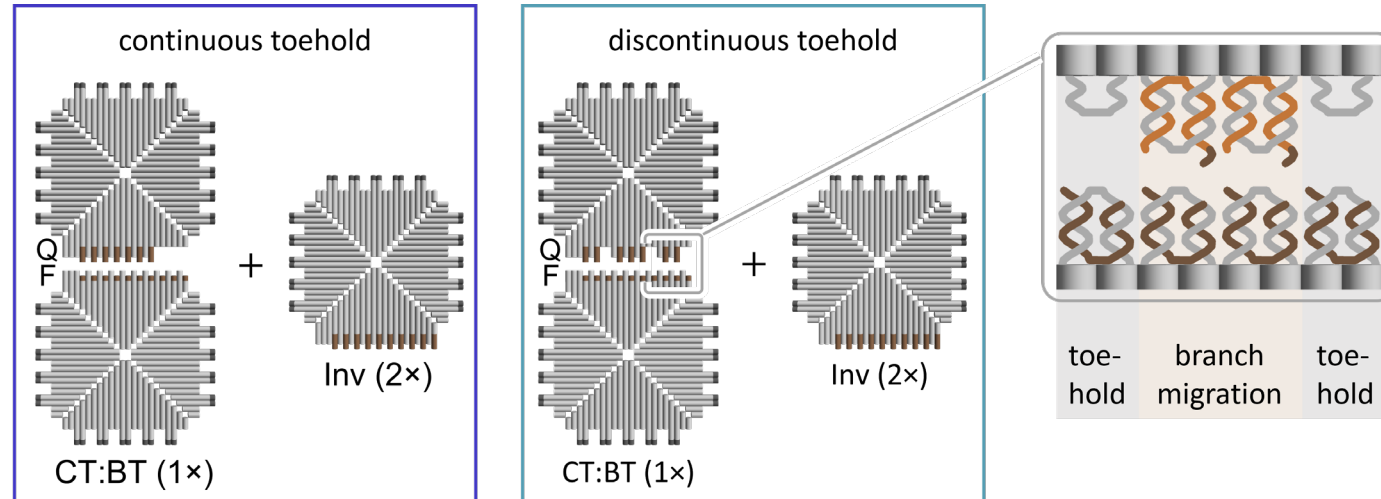 continuous toehold
Q
F
+
Inv (2×)
CT:BT (1×)
discontinuous toehold
Q
F
+
Inv (2×)
CT:BT (1×)
toe-
hold
branch
migration
toe-
hold